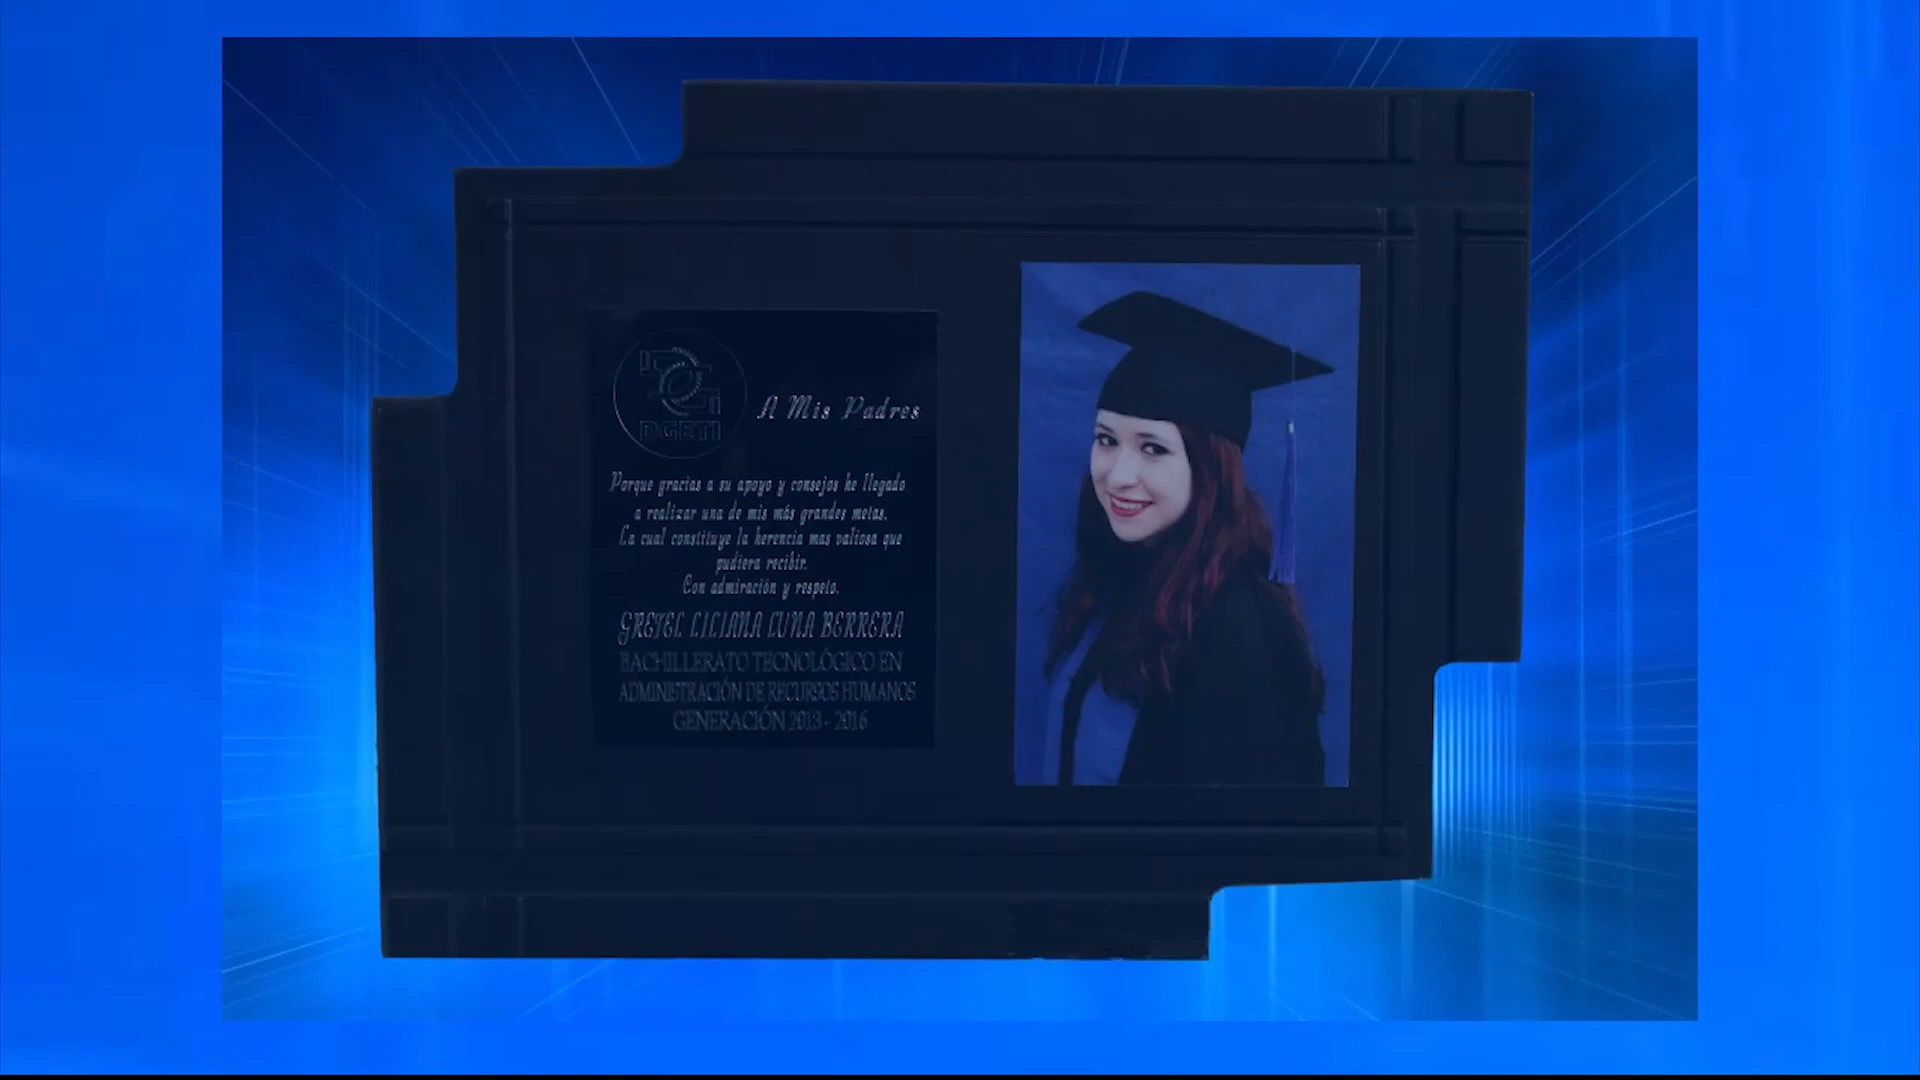 DGETI
A Mis Padres
Porque gracias a su apoyo y consejos he llegado
a realizar una de mis más grandes metas.
La cual constituye la herencia mas valiosa que
pudiera recibir.
Con admiración y respeto.
GRETEL LILIANA LUNA BERRERA
BACHILLERATO TECNOLÓGICO EN
ADMINISTRACIÓN DE RECURSOS HUMANOS
GENERACIÓN 2013 - 2016